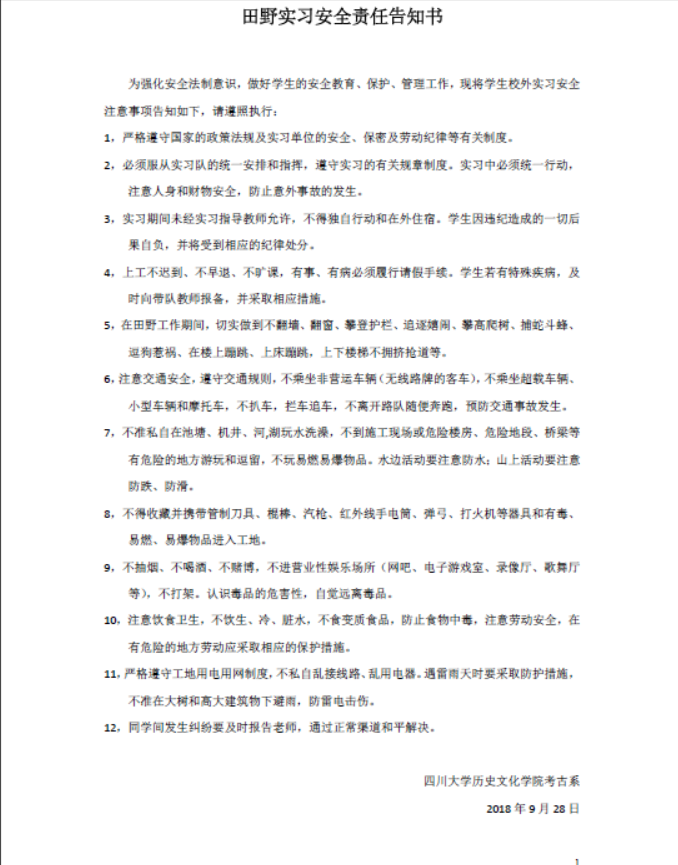 田野实习安全责任告知书
为强化安全法制意识，做好学生的安全教育、保护、管理工作，现将学生校外实习安全
注意事项告知如下，请遵照执行：
1，严格遵守国家的政策法规及实习单位的安全、保密及劳动纪律等有关制度。
2，必须服从实习队的统一安排和指挥，遵守实习的有关规章制度。实习中必须统一行动，
注意人身和财物安全，防止意外事故的发生。
3，实习期间未经实习指导教师允许，不得独自行动和在外住宿。学生因违纪造成的一切后
果自负，并将受到相应的纪律处分。
4，上工不迟到、不早退、不旷课，有事、有病必须履行请假手续。学生若有特殊疾病，及
时向带队教师报备，并采取相应措施。
5，在田野工作期间，切实做到不翻墙、翻窗、攀登护栏、追逐嬉闹、攀高爬树、捕蛇斗蜂、
逗狗惹祸、在楼上蹦跳、上床蹦跳，上下楼梯不拥挤抢道等。
6，注意交通安全，遵守交通规则，不乘坐非营运车辆（无线路牌的客车），不乘坐超载车辆、
小型车辆和摩托车，不扒车，拦车追车，不离开路队随便奔跑，预防交通事故发生。
7，不准私自在池塘、机井、河,湖玩水洗澡，不到施工现场或危险楼房、危险地段、桥梁等
有危险的地方游玩和逗留，不玩易燃易爆物品。水边活动要注意防水；山上活动要注意
防跌、防滑。
8，不得收藏并携带管制刀具、棍棒、汽枪、红外线手电筒、弹弓、打火机等器具和有毒、
易燃、易爆物品进入工地。
9，不抽烟、不喝酒、不赌博，不进营业性娱乐场所（网吧、电子游戏室、录像厅、歌舞厅
等），不打架。认识毒品的危害性，自觉远离毒品。
10，注意饮食卫生，不饮生、冷、脏水，不食变质食品，防止食物中毒，注意劳动安全，在
有危险的地方劳动应采取相应的保护措施。
11，严格遵守工地用电用网制度，不私自乱接线路、乱用电器。遇雷雨天时要采取防护措施，
不准在大树和高大建筑物下避雨，防雷电击伤。
12，同学间发生纠纷要及时报告老师，通过正常渠道和平解决。
四川大学历史文化学院考古系
2018 年 9 月 28 日
1